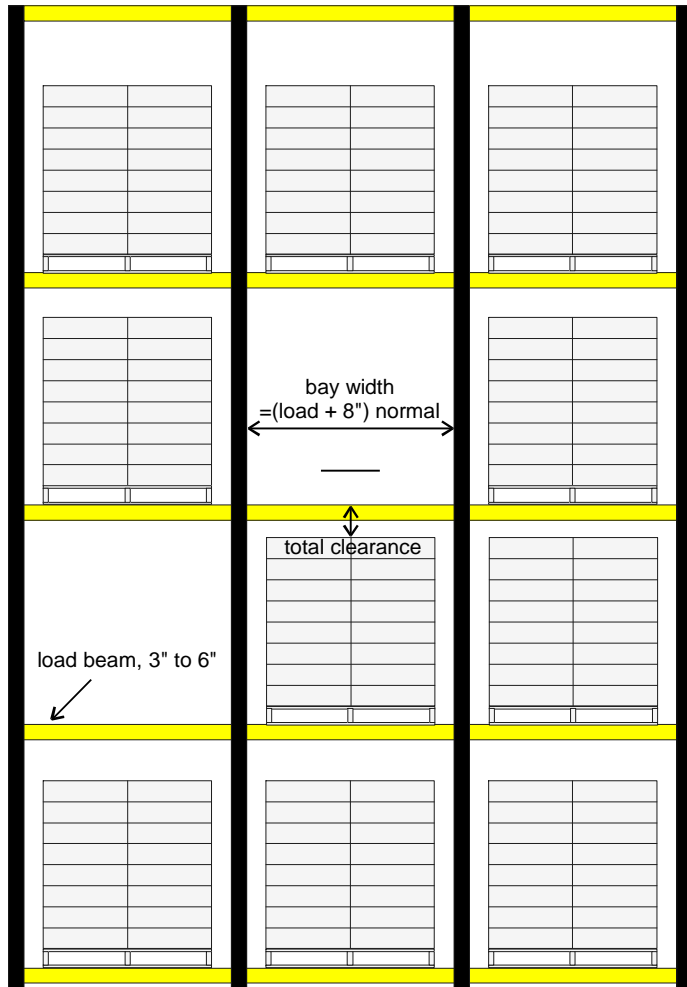 bay width
=(load + 8") normal
total clearance
load beam, 3" to 6"